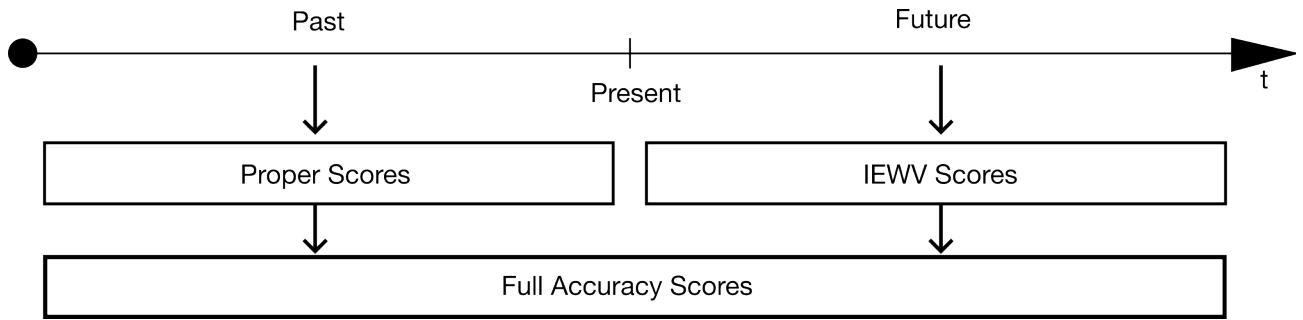 Past
Future
Present
t
Proper Scores
IEWV Scores
Full Accuracy Scores